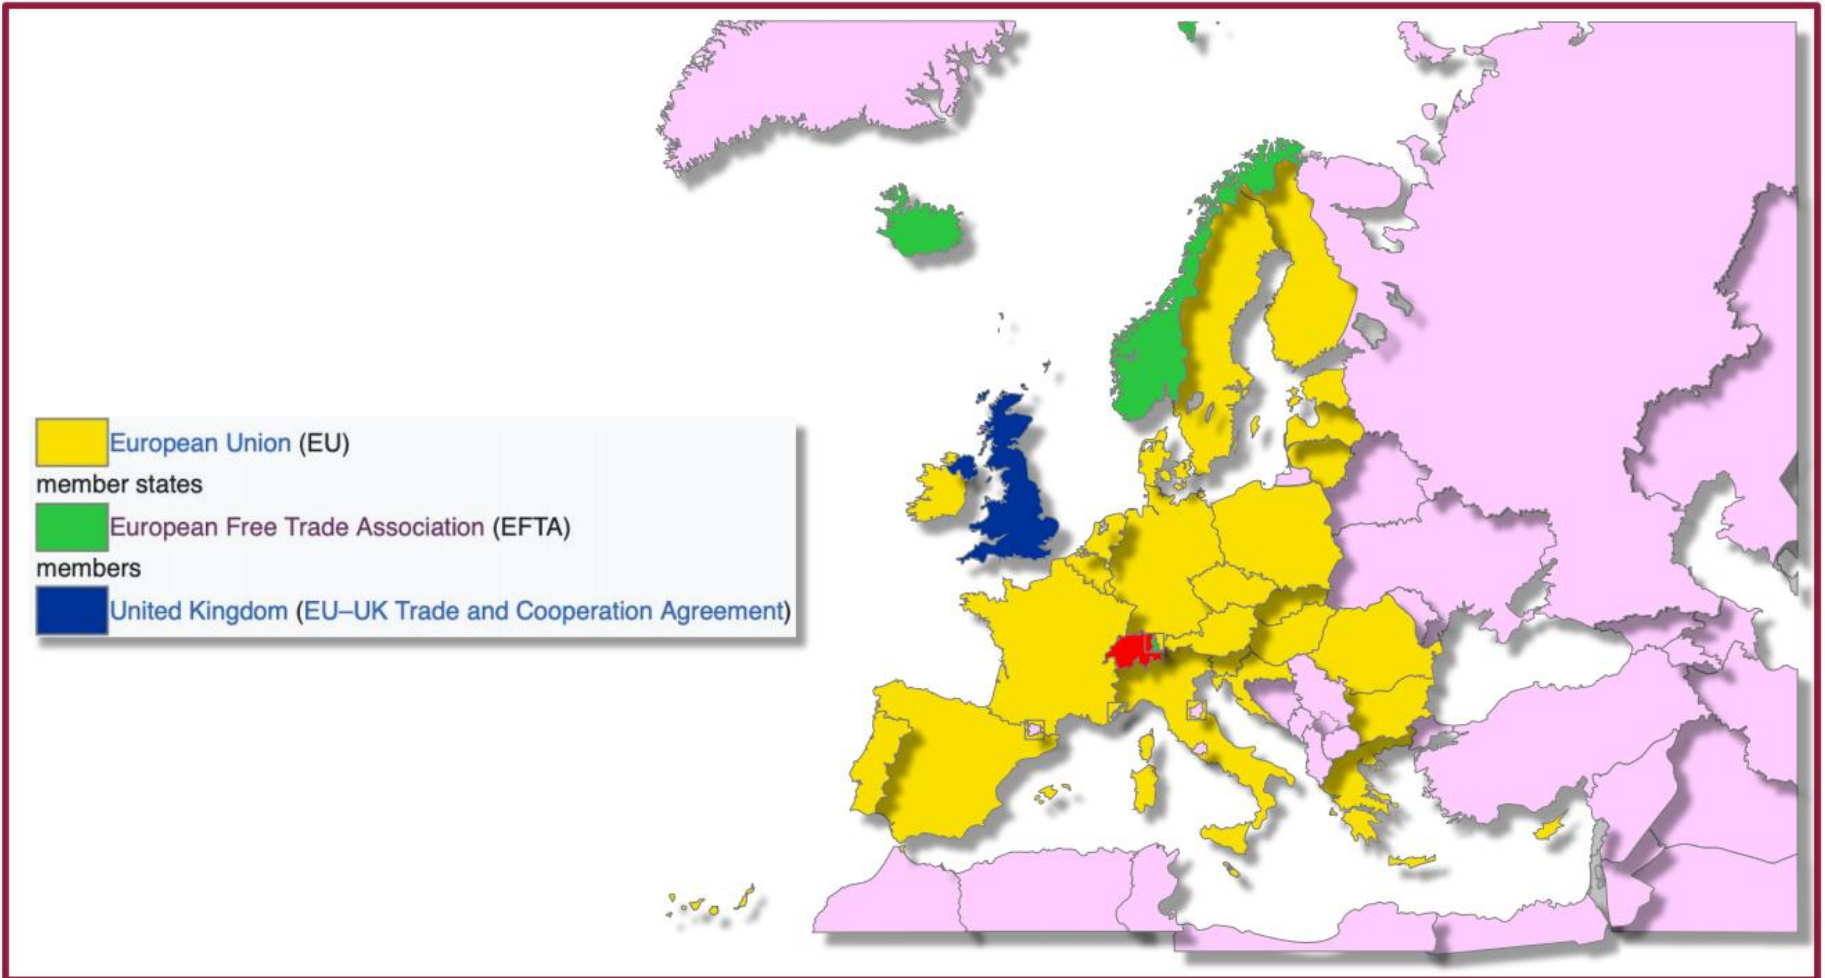 European Union (EU)
member states
European Free Trade Association (EFTA)
members
United Kingdom (EU–UK Trade and Cooperation Agreement)